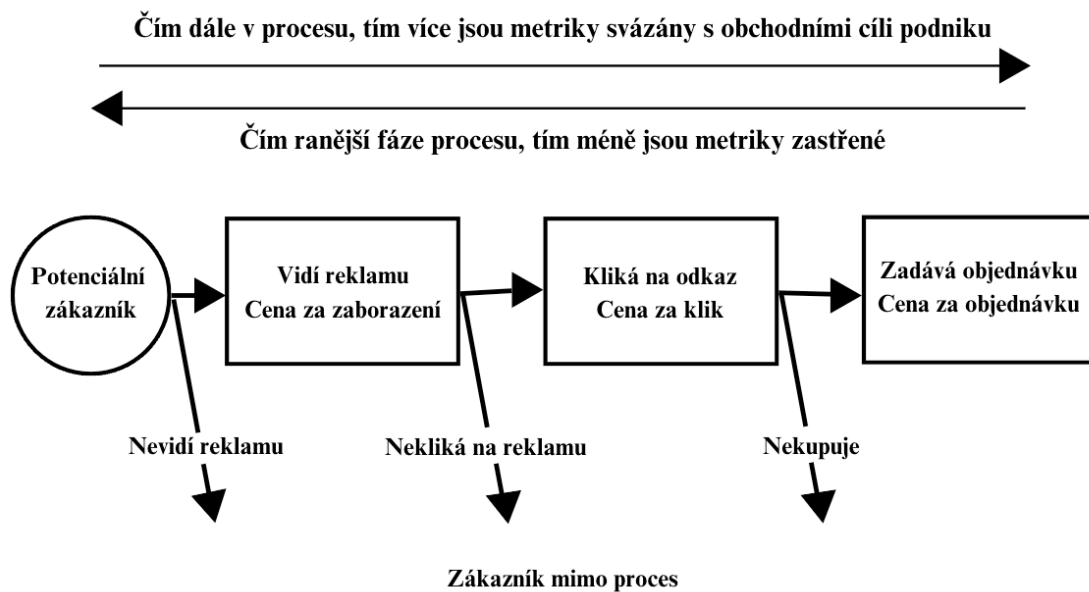 Čím dále v procesu, tím více jsou metriky svázány s obchodními cíli podniku
Čím ranější fáze procesu, tím méně jsou metriky zastřené
Potenciální
zákazník
Vidí reklamu
Cena za zaborazení
Kliká na odkaz
Cena za klik
Zadává objednávku
Cena za objednávku
Nevidí reklamu
Nekliká na reklamu
Nekupuje
Zákazník mimo proces